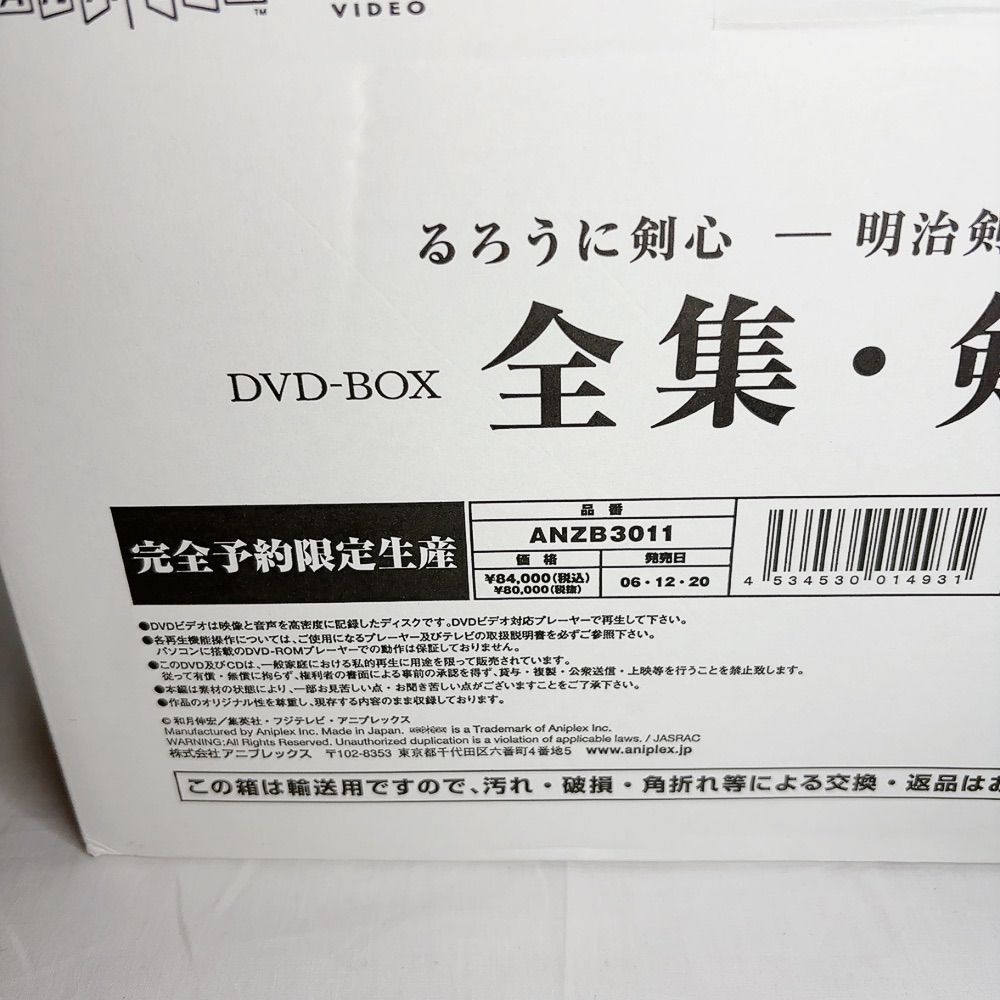 VIDEO
るろうに剣心 ― 明治剣
DVD-BOX 全集・剣
完全予約限定生産
品番
ANZB3011
価格 発売日
¥84,000(税込)
¥80,000(税抜)
06・12・20
4 534530 014931
●DVDビデオは映像と音声を高密度に記録したディスクです。DVDビデオ対応プレーヤーで再生して下さい。
●各再生機能操作については、ご使用になるプレーヤー及びテレビの取扱説明書を必ずご参照下さい。
パソコンに搭載のDVD-ROMプレーヤーでの動作は保証しておりません。
●このDVD及びCDは、一般家庭における私的再生に用途を限って販売されています。
従って有償・無償に拘らず、権利者の書面による事前の承認を得ず、貸与・複製・公衆送信・上映等を行うことを禁止致します。
●本編は素材の状態により、一部お見苦しい点・お聞き苦しい点がございますことをご了承下さい。
●作品のオリジナル性を尊重し、現存する内容のまま収録しております。
© 和月伸宏／集英社・フジテレビ・アニプレックス
Manufactured by Aniplex Inc. Made in Japan. is a Trademark of Aniplex Inc.
WARNING:All Rights Reserved. Unauthorized duplication is a violation of applicable laws. / JASRAC
株式会社アニプレックス 〒102-8353 東京都千代田区六番町4番地5 www.aniplex.jp
この箱は輸送用ですので、汚れ・破損・角折れ等による交換・返品はお